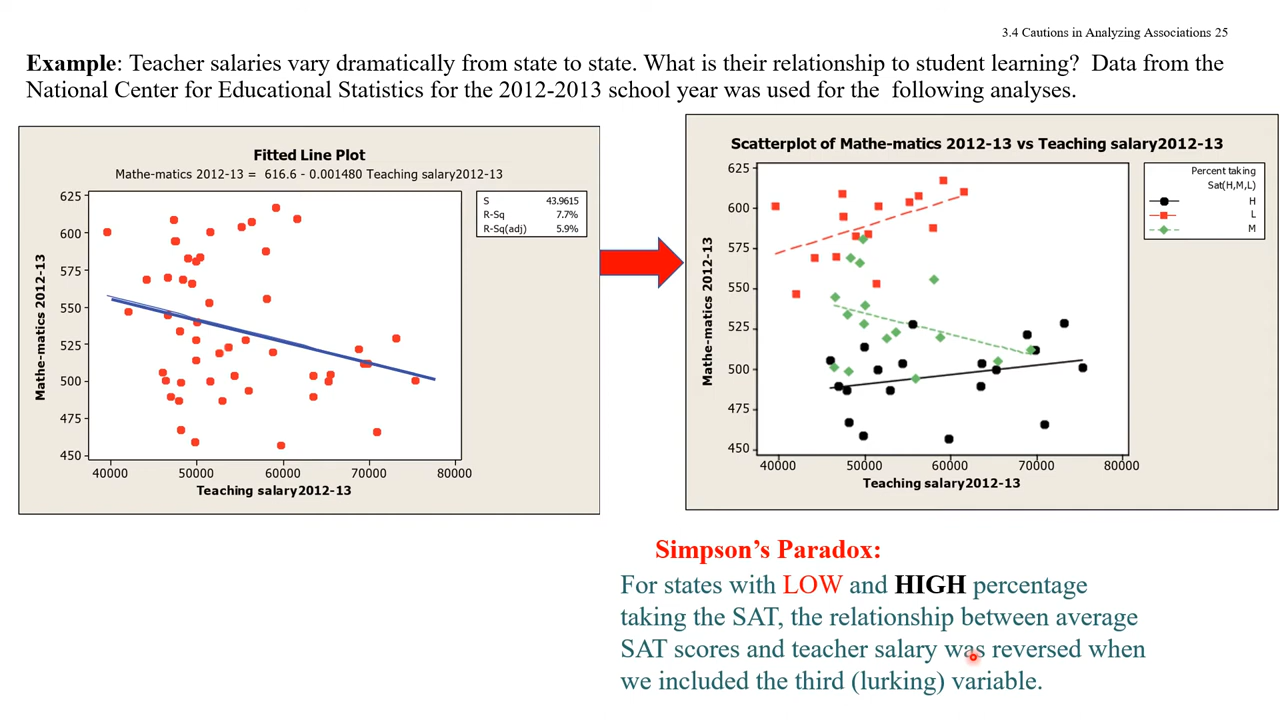 3.4 Cautions in Analyzing Associations 25
Example: Teacher salaries vary dramatically from state to state. What is their relationship to student learning? Data from the
National Center for Educational Statistics for the 2012-2013 school year was used for the following analyses.
Fitted Line Plot
Mathe-matics 2012-13 = 616.6 - 0.001480 Teaching salary2012-13
S 43.9615
R-Sq 7.7%
R-Sq(adj) 5.9%
Mathe-matics 2012-13
625
600
575
550
525
500
475
450
40000 50000 60000 70000 80000
Teaching salary2012-13
Scatterplot of Mathe-matics 2012-13 vs Teaching salary2012-13
Percent taking
Sat(H,M,L)
H
L
M
Mathe-matics 2012-13
625
600
575
550
525
500
475
450
40000 50000 60000 70000 80000
Teaching salary2012-13
Simpson's Paradox:
For states with LOW and HIGH percentage
taking the SAT, the relationship between average
SAT scores and teacher salary was reversed when
we included the third (lurking) variable.